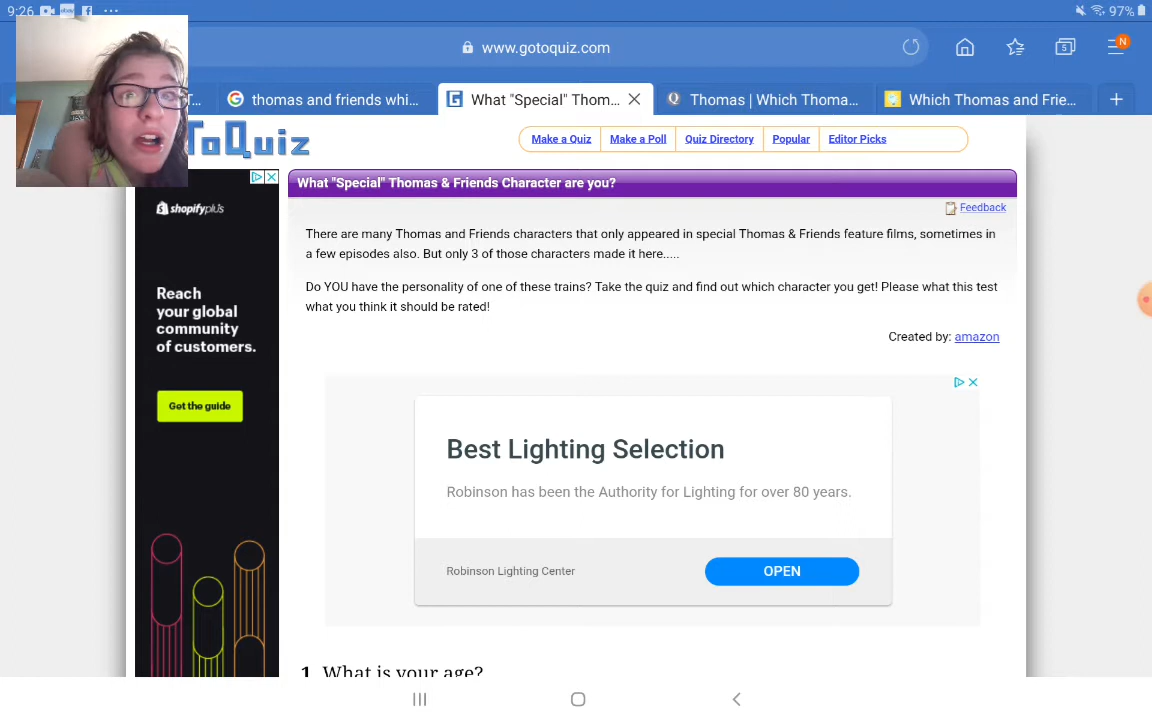 9:26 ebay f ...
97%
www.gotoquiz.com
5
N
T...
thomas and friends whi...
What "Special" Thom...
Thomas | Which Thoma...
Which Thomas and Frie...
ToQuiz
Make a Quiz
Make a Poll
Quiz Directory
Popular
Editor Picks
What "Special" Thomas & Friends Character are you?
Feedback
There are many Thomas and Friends characters that only appeared in special Thomas & Friends feature films, sometimes in
a few episodes also. But only 3 of those characters made it here.....
Do YOU have the personality of one of these trains? Take the quiz and find out which character you get! Please what this test
what you think it should be rated!
Created by: amazon
shopifyplus
Reach
your global
community
of customers.
Get the guide
Best Lighting Selection
Robinson has been the Authority for Lighting for over 80 years.
Robinson Lighting Center
OPEN
1. What is your age?